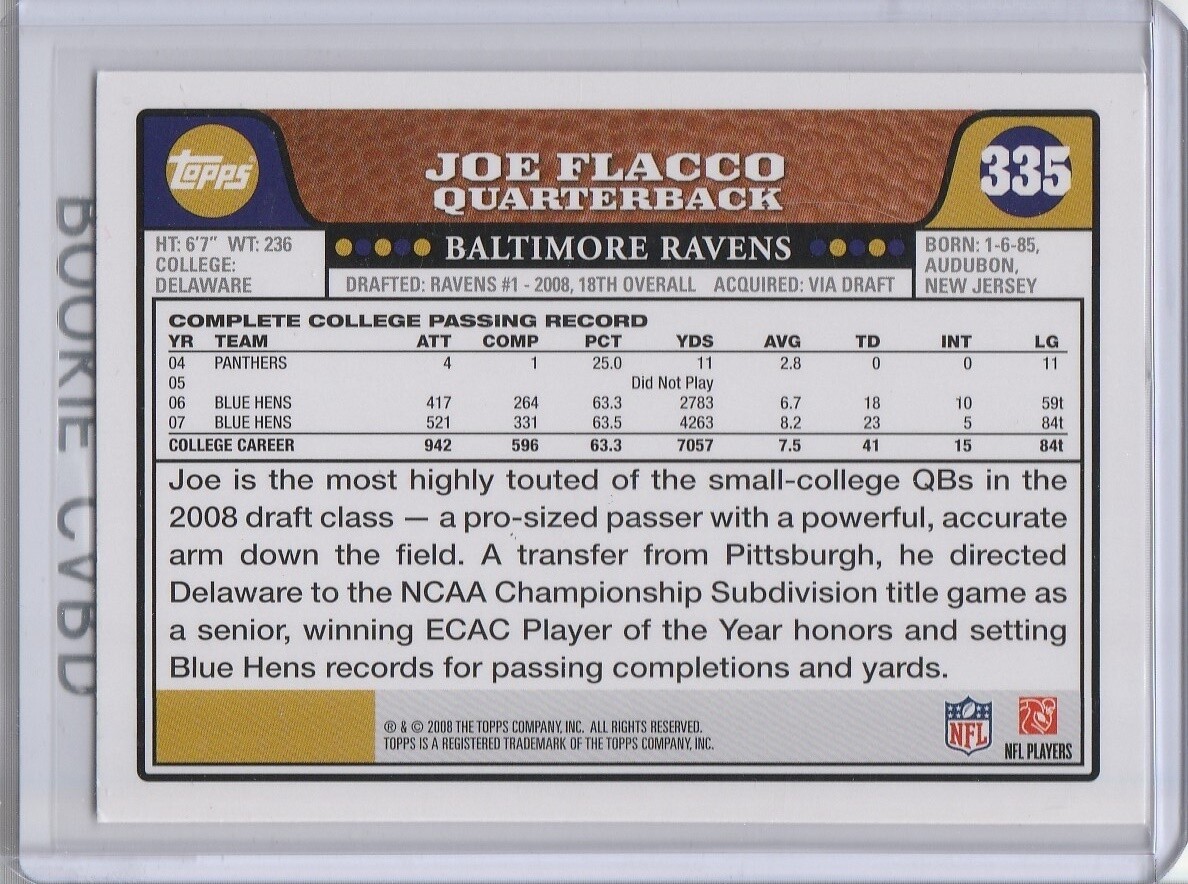 Topps
JOE FLACCO
QUARTERBACK
335
BALTIMORE RAVENS
HT: 6'7" WT: 236
COLLEGE:
DELAWARE
DRAFTED: RAVENS #1 - 2008, 18TH OVERALL ACQUIRED: VIA DRAFT
BORN: 1-6-85,
AUDUBON,
NEW JERSEY
COMPLETE COLLEGE PASSING RECORD
YR TEAM ATT COMP PCT YDS AVG TD INT LG
04 PANTHERS 4 1 25.0 11 2.8 0 0 11
05 Did Not Play
06 BLUE HENS 417 264 63.3 2783 6.7 18 10 59t
07 BLUE HENS 521 331 63.5 4263 8.2 23 5 84t
COLLEGE CAREER 942 596 63.3 7057 7.5 41 15 84t
Joe is the most highly touted of the small-college QBs in the
2008 draft class — a pro-sized passer with a powerful, accurate
arm down the field. A transfer from Pittsburgh, he directed
Delaware to the NCAA Championship Subdivision title game as
a senior, winning ECAC Player of the Year honors and setting
Blue Hens records for passing completions and yards.
® & © 2008 THE TOPPS COMPANY, INC. ALL RIGHTS RESERVED.
TOPPS IS A REGISTERED TRADEMARK OF THE TOPPS COMPANY, INC.
NFL
NFL PLAYERS